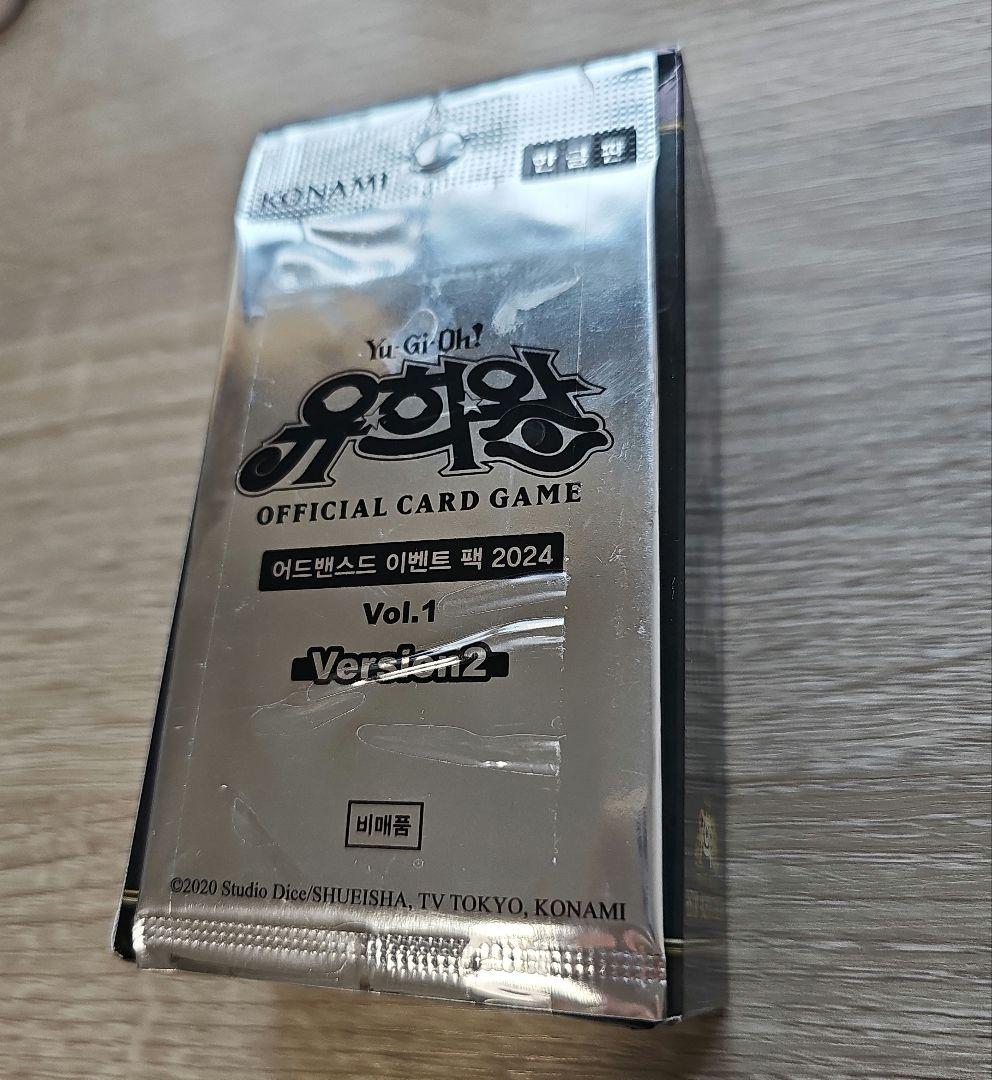 KONAMI
한글판
Yu-Gi-Oh!
유희왕
OFFICIAL CARD GAME
어드밴스드 이벤트 팩 2024
Vol.1
Version2
비매품
©2020 Studio Dice/SHUEISHA, TV TOKYO, KONAMI